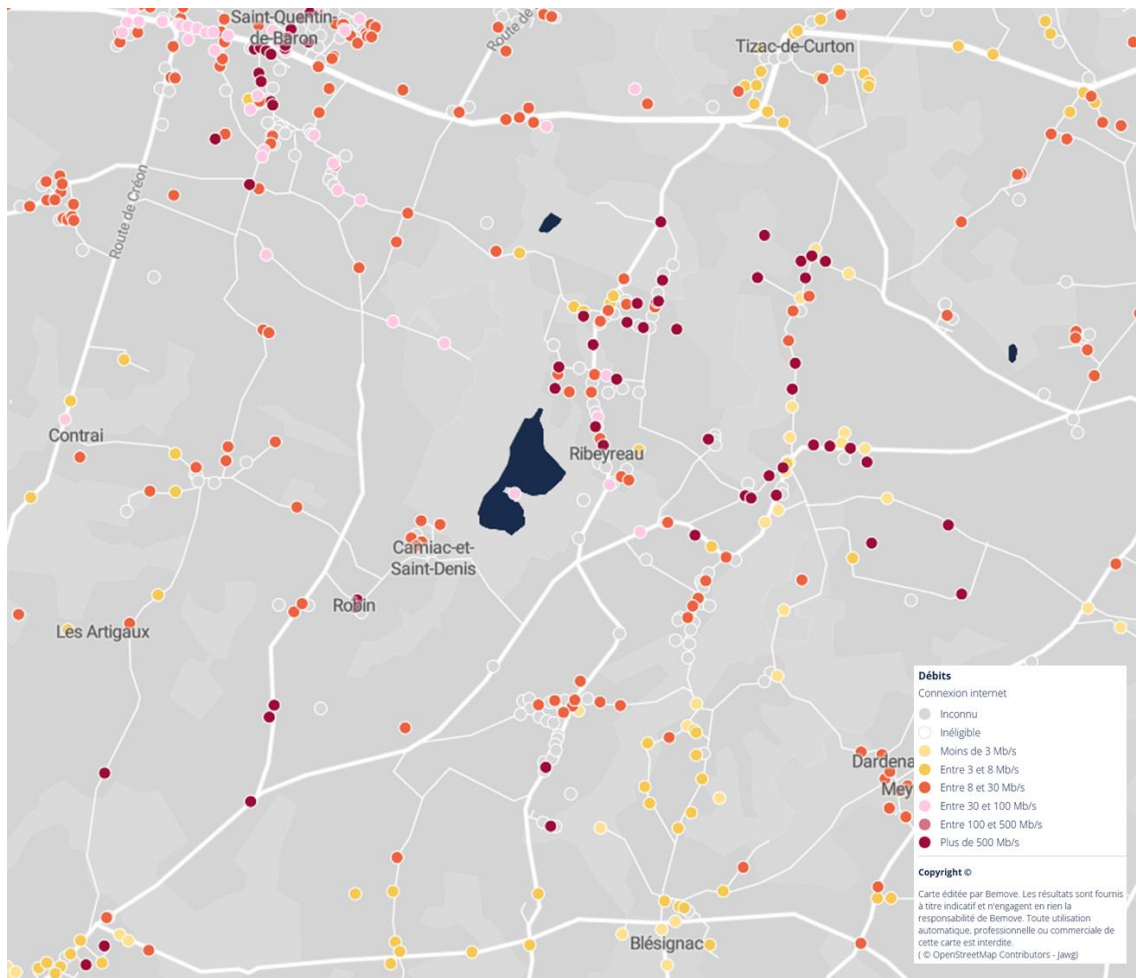 Saint-Quentin-
de-Baron
Route de
Tizac-de-Curton
Route de Créon
Contrai
Ribeyreau
Camiac-et-
Saint-Denis
Robin
Les Artigaux
Dardena
Mey
Blésignac
Débits
Connexion internet
Inconnu
Inéligible
Moins de 3 Mb/s
Entre 3 et 8 Mb/s
Entre 8 et 30 Mb/s
Entre 30 et 100 Mb/s
Entre 100 et 500 Mb/s
Plus de 500 Mb/s
Copyright ©
Carte éditée par Bemove. Les résultats sont fournis
à titre indicatif et n'engagent en rien la
responsabilité de Bemove. Toute utilisation
automatique, professionnelle ou commerciale de
cette carte est interdite.
( © OpenStreetMap Contributors - Jawg)